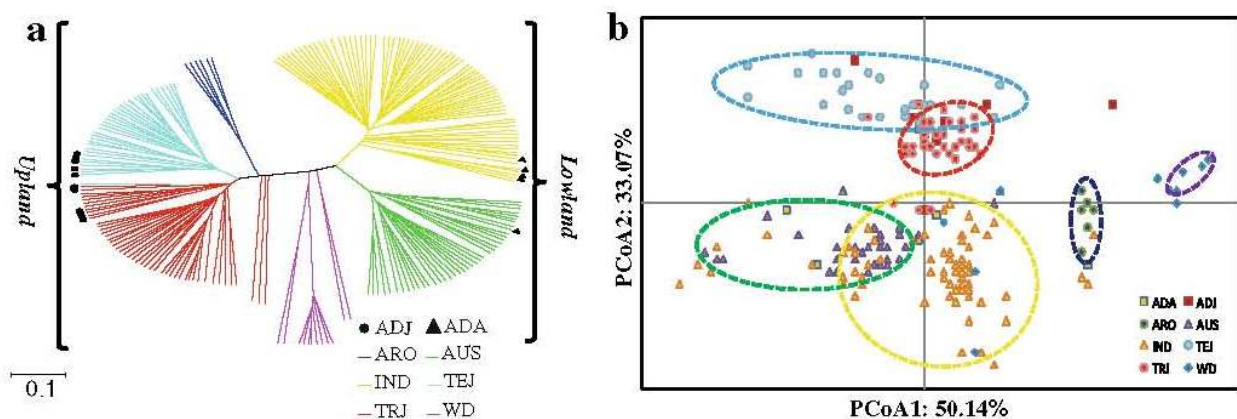 a
b
Upland
Lowland
ADJ ADA
ARO AUS
IND TEJ
TRJ WD
0.1
PCoA2: 33.07%
PCoA1: 50.14%
ADA ADJ
ARO AUS
IND TEJ
TRJ WD